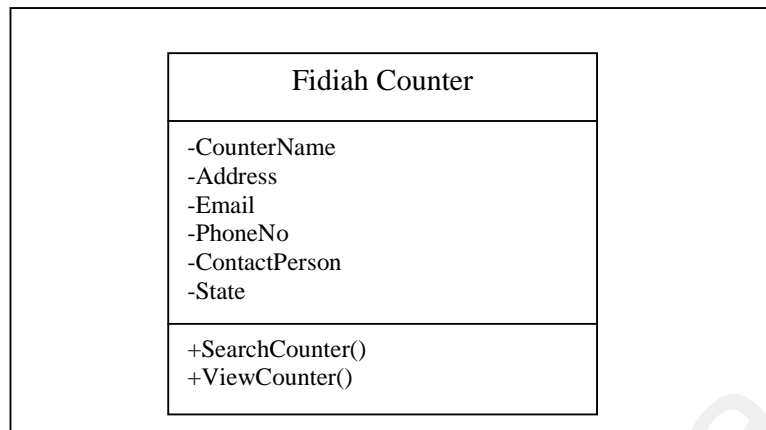 Fidiah Counter
-CounterName
-Address
-Email
-PhoneNo
-ContactPerson
-State
+SearchCounter()
+ViewCounter()